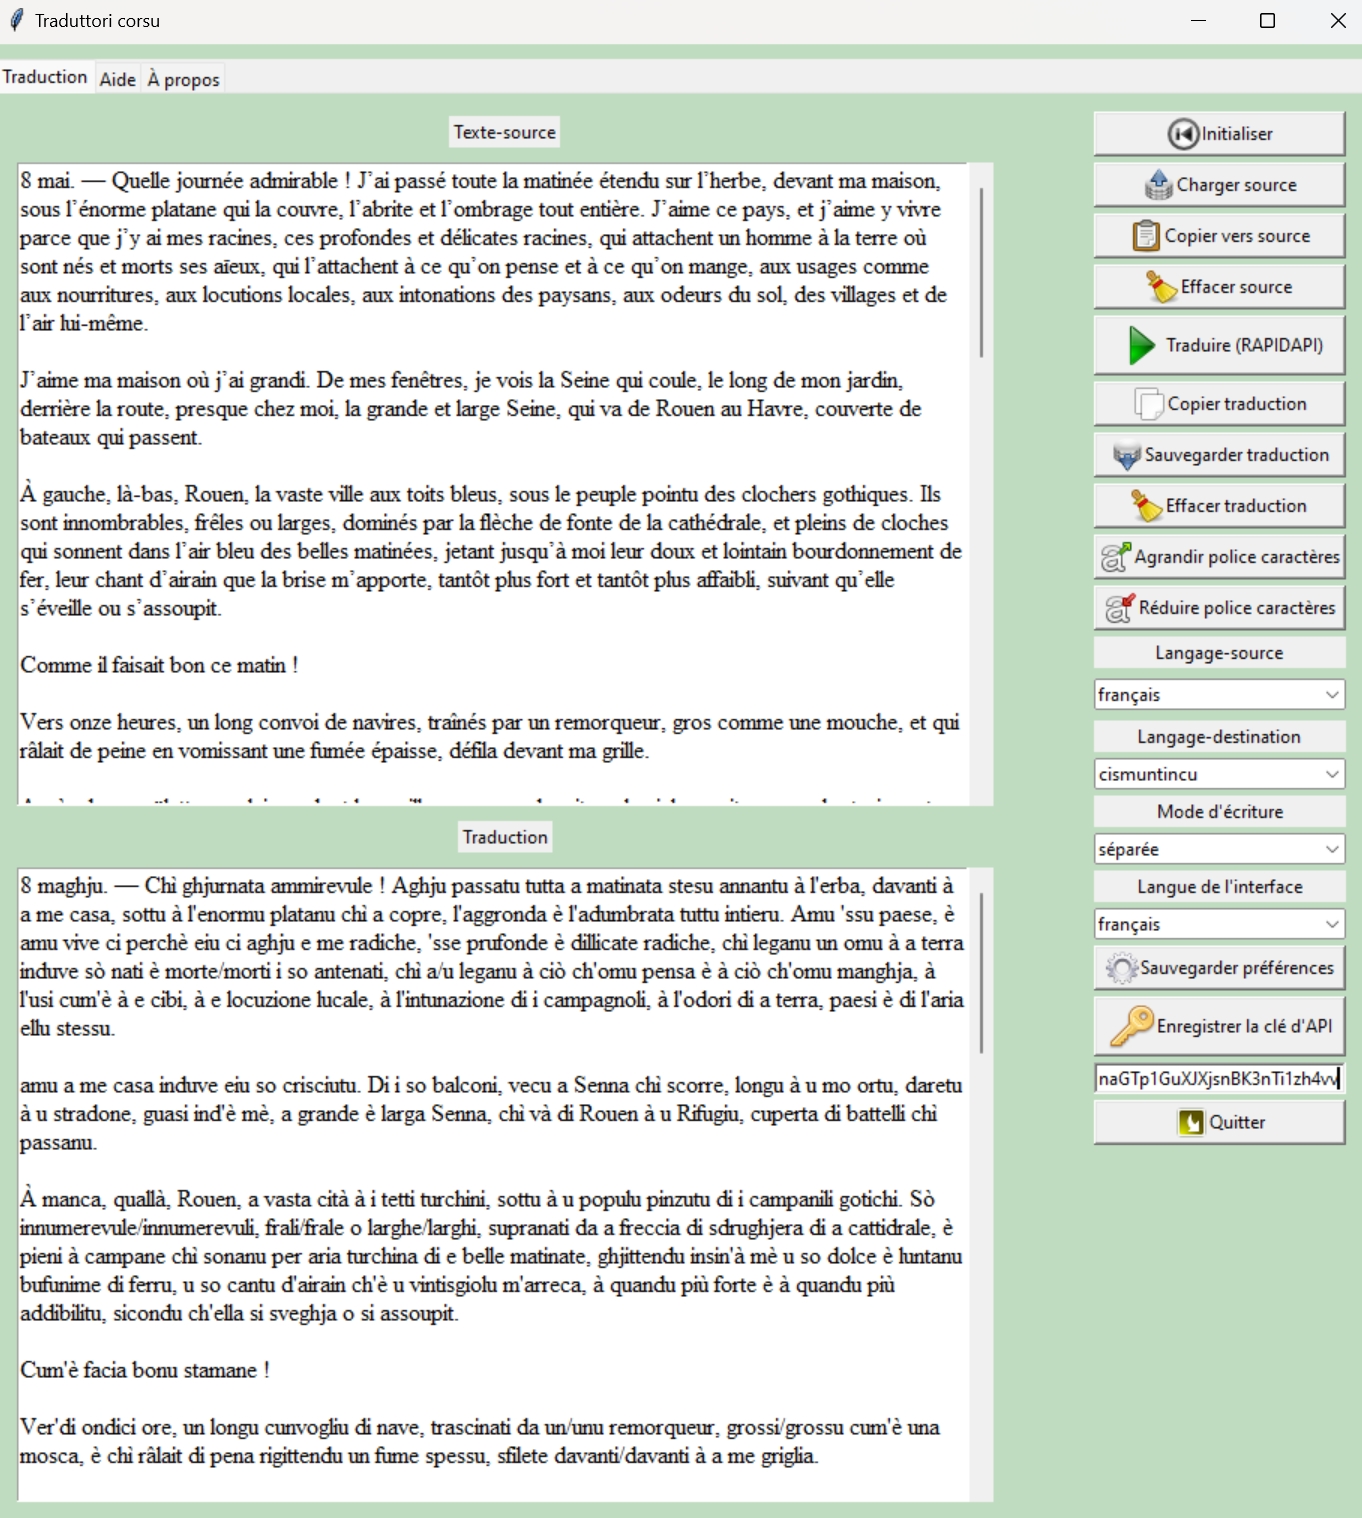 Traduttori corsu
Traduction
Aide
À propos
Texte-source
8 mai. — Quelle journée admirable ! J’ai passé toute la matinée étendu sur l’herbe, devant ma maison,
sous l’énorme platane qui la couvre, l’abrite et l’ombrage tout entière. J’aime ce pays, et j’aime y vivre
parce que j’y ai mes racines, ces profondes et délicates racines, qui attachent un homme à la terre où
sont nés et morts ses aïeux, qui l’attachent à ce qu’on pense et à ce qu’on mange, aux usages comme
aux nourritures, aux locutions locales, aux intonations des paysans, aux odeurs du sol, des villages et de
l’air lui-même.
J’aime ma maison où j’ai grandi. De mes fenêtres, je vois la Seine qui coule, le long de mon jardin,
derrière la route, presque chez moi, la grande et large Seine, qui va de Rouen au Havre, couverte de
bateaux qui passent.
À gauche, là-bas, Rouen, la vaste ville aux toits bleus, sous le peuple pointu des clochers gothiques. Ils
sont innombrables, frêles ou larges, dominés par la flèche de fonte de la cathédrale, et pleins de cloches
qui sonnent dans l’air bleu des belles matinées, jetant jusqu’à moi leur doux et lointain bourdonnement de
fer, leur chant d’airain que la brise m’apporte, tantôt plus fort et tantôt plus affaibli, suivant qu’elle
s’éveille ou s’assoupit.
Comme il faisait bon ce matin !
Vers onze heures, un long convoi de navires, traînés par un remorqueur, gros comme une mouche, et qui
râlait de peine en vomissant une fumée épaisse, défila devant ma grille.
Traduction
8 maghju. — Chì ghjurnata ammirevule ! Aghju passatu tutta a matinata stesu annantu à l'erba, davanti à
a me casa, sottu à l'enormu platanu chì a copre, l'aggronda è l'adumbrata tuttu intieru. Amu 'ssu paese, è
amu vive ci perchè eiu ci aghju e me radiche, 'sse prufonde è dillicate radiche, chì leganu un omu à a terra
induve sò nati è morte/morti i so antenati, chì a/u leganu à ciò ch'omu pensa è à ciò ch'omu manghja, à
l'usi cum'è à e cibi, à e locuzione lucale, à l'intunazione di i campagnoli, à l'odori di a terra, paesi è di l'aria
ellu stessu.
amu a me casa induve eiu so crisciutu. Di i so balconi, vecu a Senna chì scorre, longu à u mo ortu, daretu
à u stradone, guasi ind'è mè, a grande è larga Senna, chì và di Rouen à u Rifugiu, cuperta di battelli chì
passanu.
À manca, quallà, Rouen, a vasta cità à i tetti turchini, sottu à u populu pinzutu di i campanili gotichi. Sò
innumerevule/innumerevuli, frali/frale o larghe/larghi, supranati da a freccia di sdrughjera di a cattidrale, è
pieni à campane chì sonanu per aria turchina di e belle matinate, ghjittendu insin'à mè u so dolce è luntanu
bufunime di ferru, u so cantu d'airain ch'è u vintisgiolu m'arreca, à quandu più forte è à quandu più
addibilitu, sicondu ch'ella si sveghja o si assoupit.
Cum'è facia bonu stamane !
Ver'di ondici ore, un longu cunvogliu di nave, trascinati da un/unu remorqueur, grossi/grossu cum'è una
mosca, è chì râlait di pena rigittendu un fume spessu, sfilete davanti/davanti à a me griglia.
Initialiser
Charger source
Copier vers source
Effacer source
Traduire (RAPIDAPI)
Copier traduction
Sauvegarder traduction
Effacer traduction
Agrandir police caractères
Réduire police caractères
Langage-source
français
Langage-destination
cismuntincu
Mode d'écriture
séparée
Langue de l'interface
français
Sauvegarder préférences
Enregistrer la clé d'API
naGTp1GuXJXjsnBK3nTi1zh4vv
Quitter